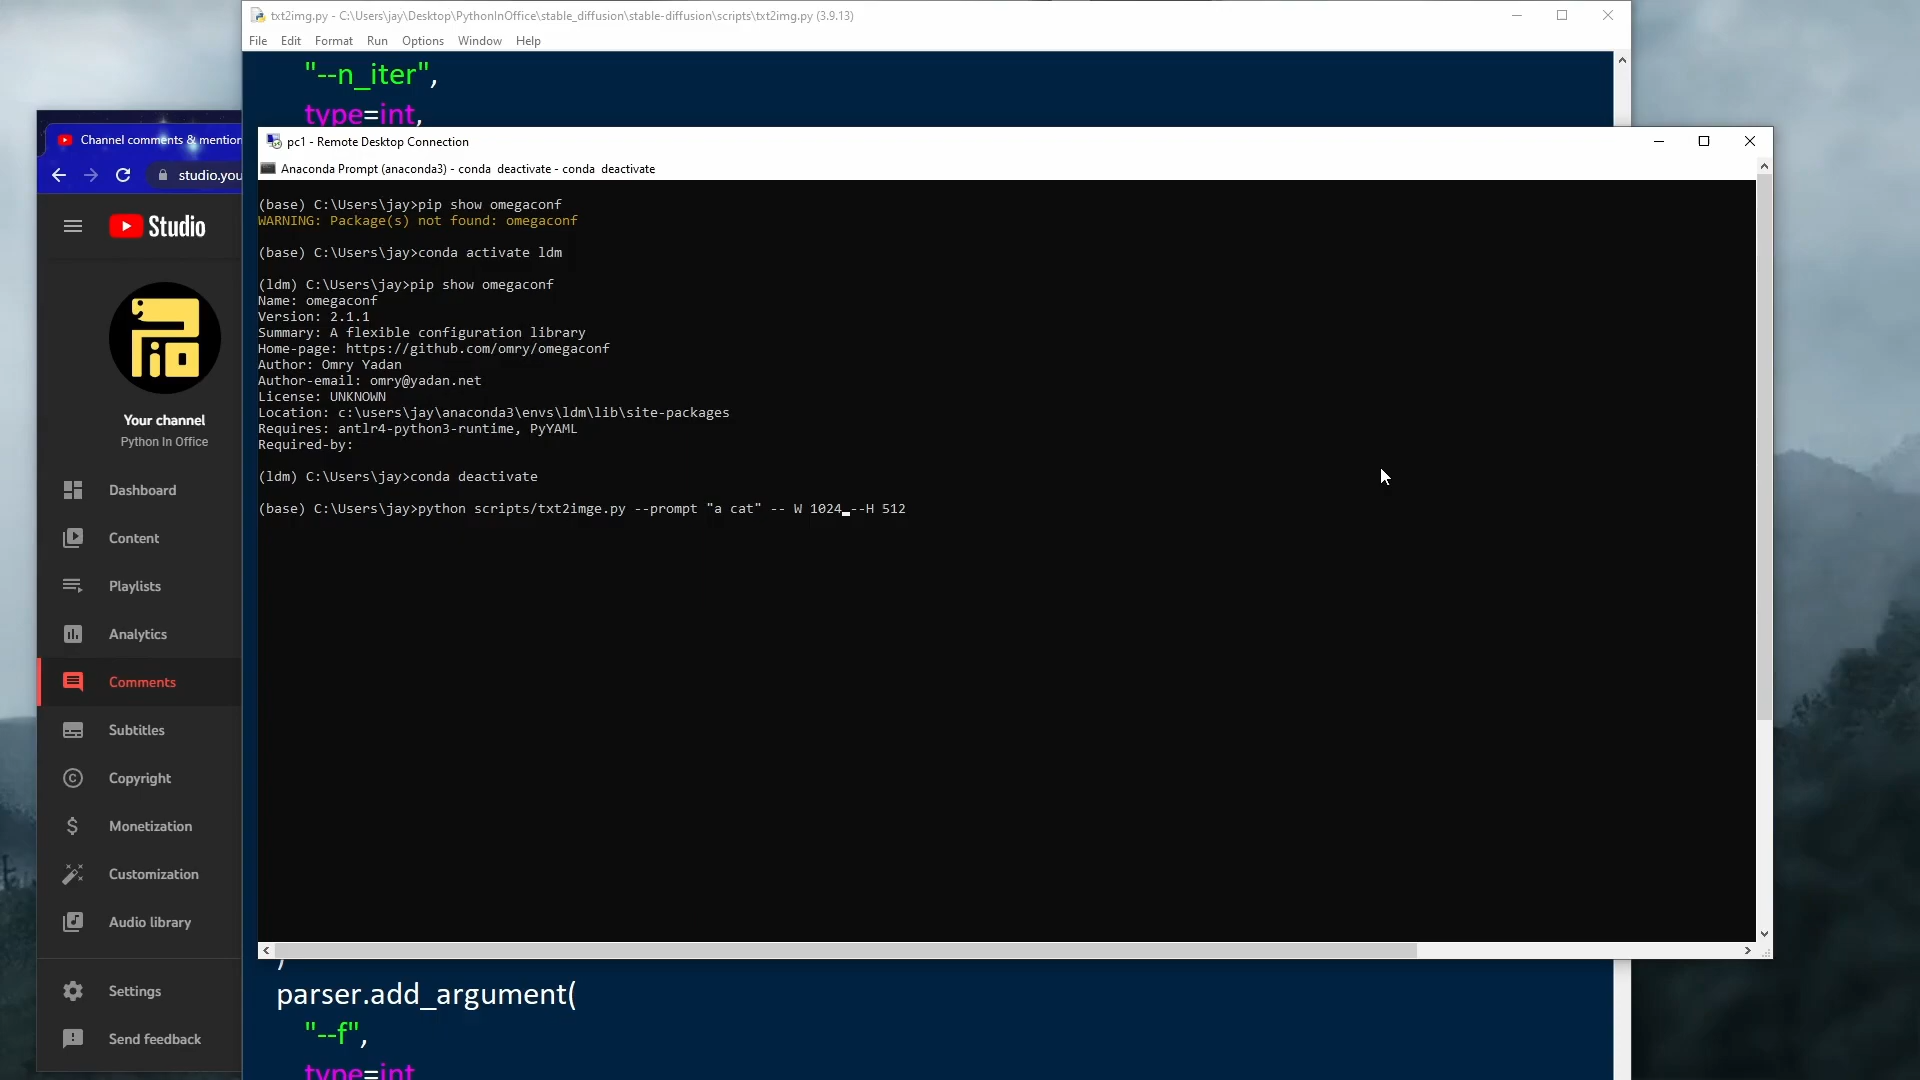 txt2img.py - C:\Users\jay\Desktop\PythonInOffice\stable_diffusion\stable-diffusion\scripts\txt2img.py (3.9.13)
File Edit Format Run Options Window Help
"--n_iter",
type=int,
Channel comments & mention
studio.you
Studio
Your channel
Python In Office
Dashboard
Content
Playlists
Analytics
Comments
Subtitles
Copyright
Monetization
Customization
Audio library
Settings
Send feedback
pc1 - Remote Desktop Connection
Anaconda Prompt (anaconda3) - conda deactivate - conda deactivate
(base) C:\Users\jay>pip show omegaconf
WARNING: Package(s) not found: omegaconf
(base) C:\Users\jay>conda activate ldm
(ldm) C:\Users\jay>pip show omegaconf
Name: omegaconf
Version: 2.1.1
Summary: A flexible configuration library
Home-page: https://github.com/omry/omegaconf
Author: Omry Yadan
Author-email: omry@yadan.net
License: UNKNOWN
Location: c:\users\jay\anaconda3\envs\ldm\lib\site-packages
Requires: antlr4-python3-runtime, PyYAML
Required-by:
(ldm) C:\Users\jay>conda deactivate
(base) C:\Users\jay>python scripts/txt2imge.py --prompt "a cat" -- W 1024 --H 512
)
parser.add_argument(
"--f",
type=int